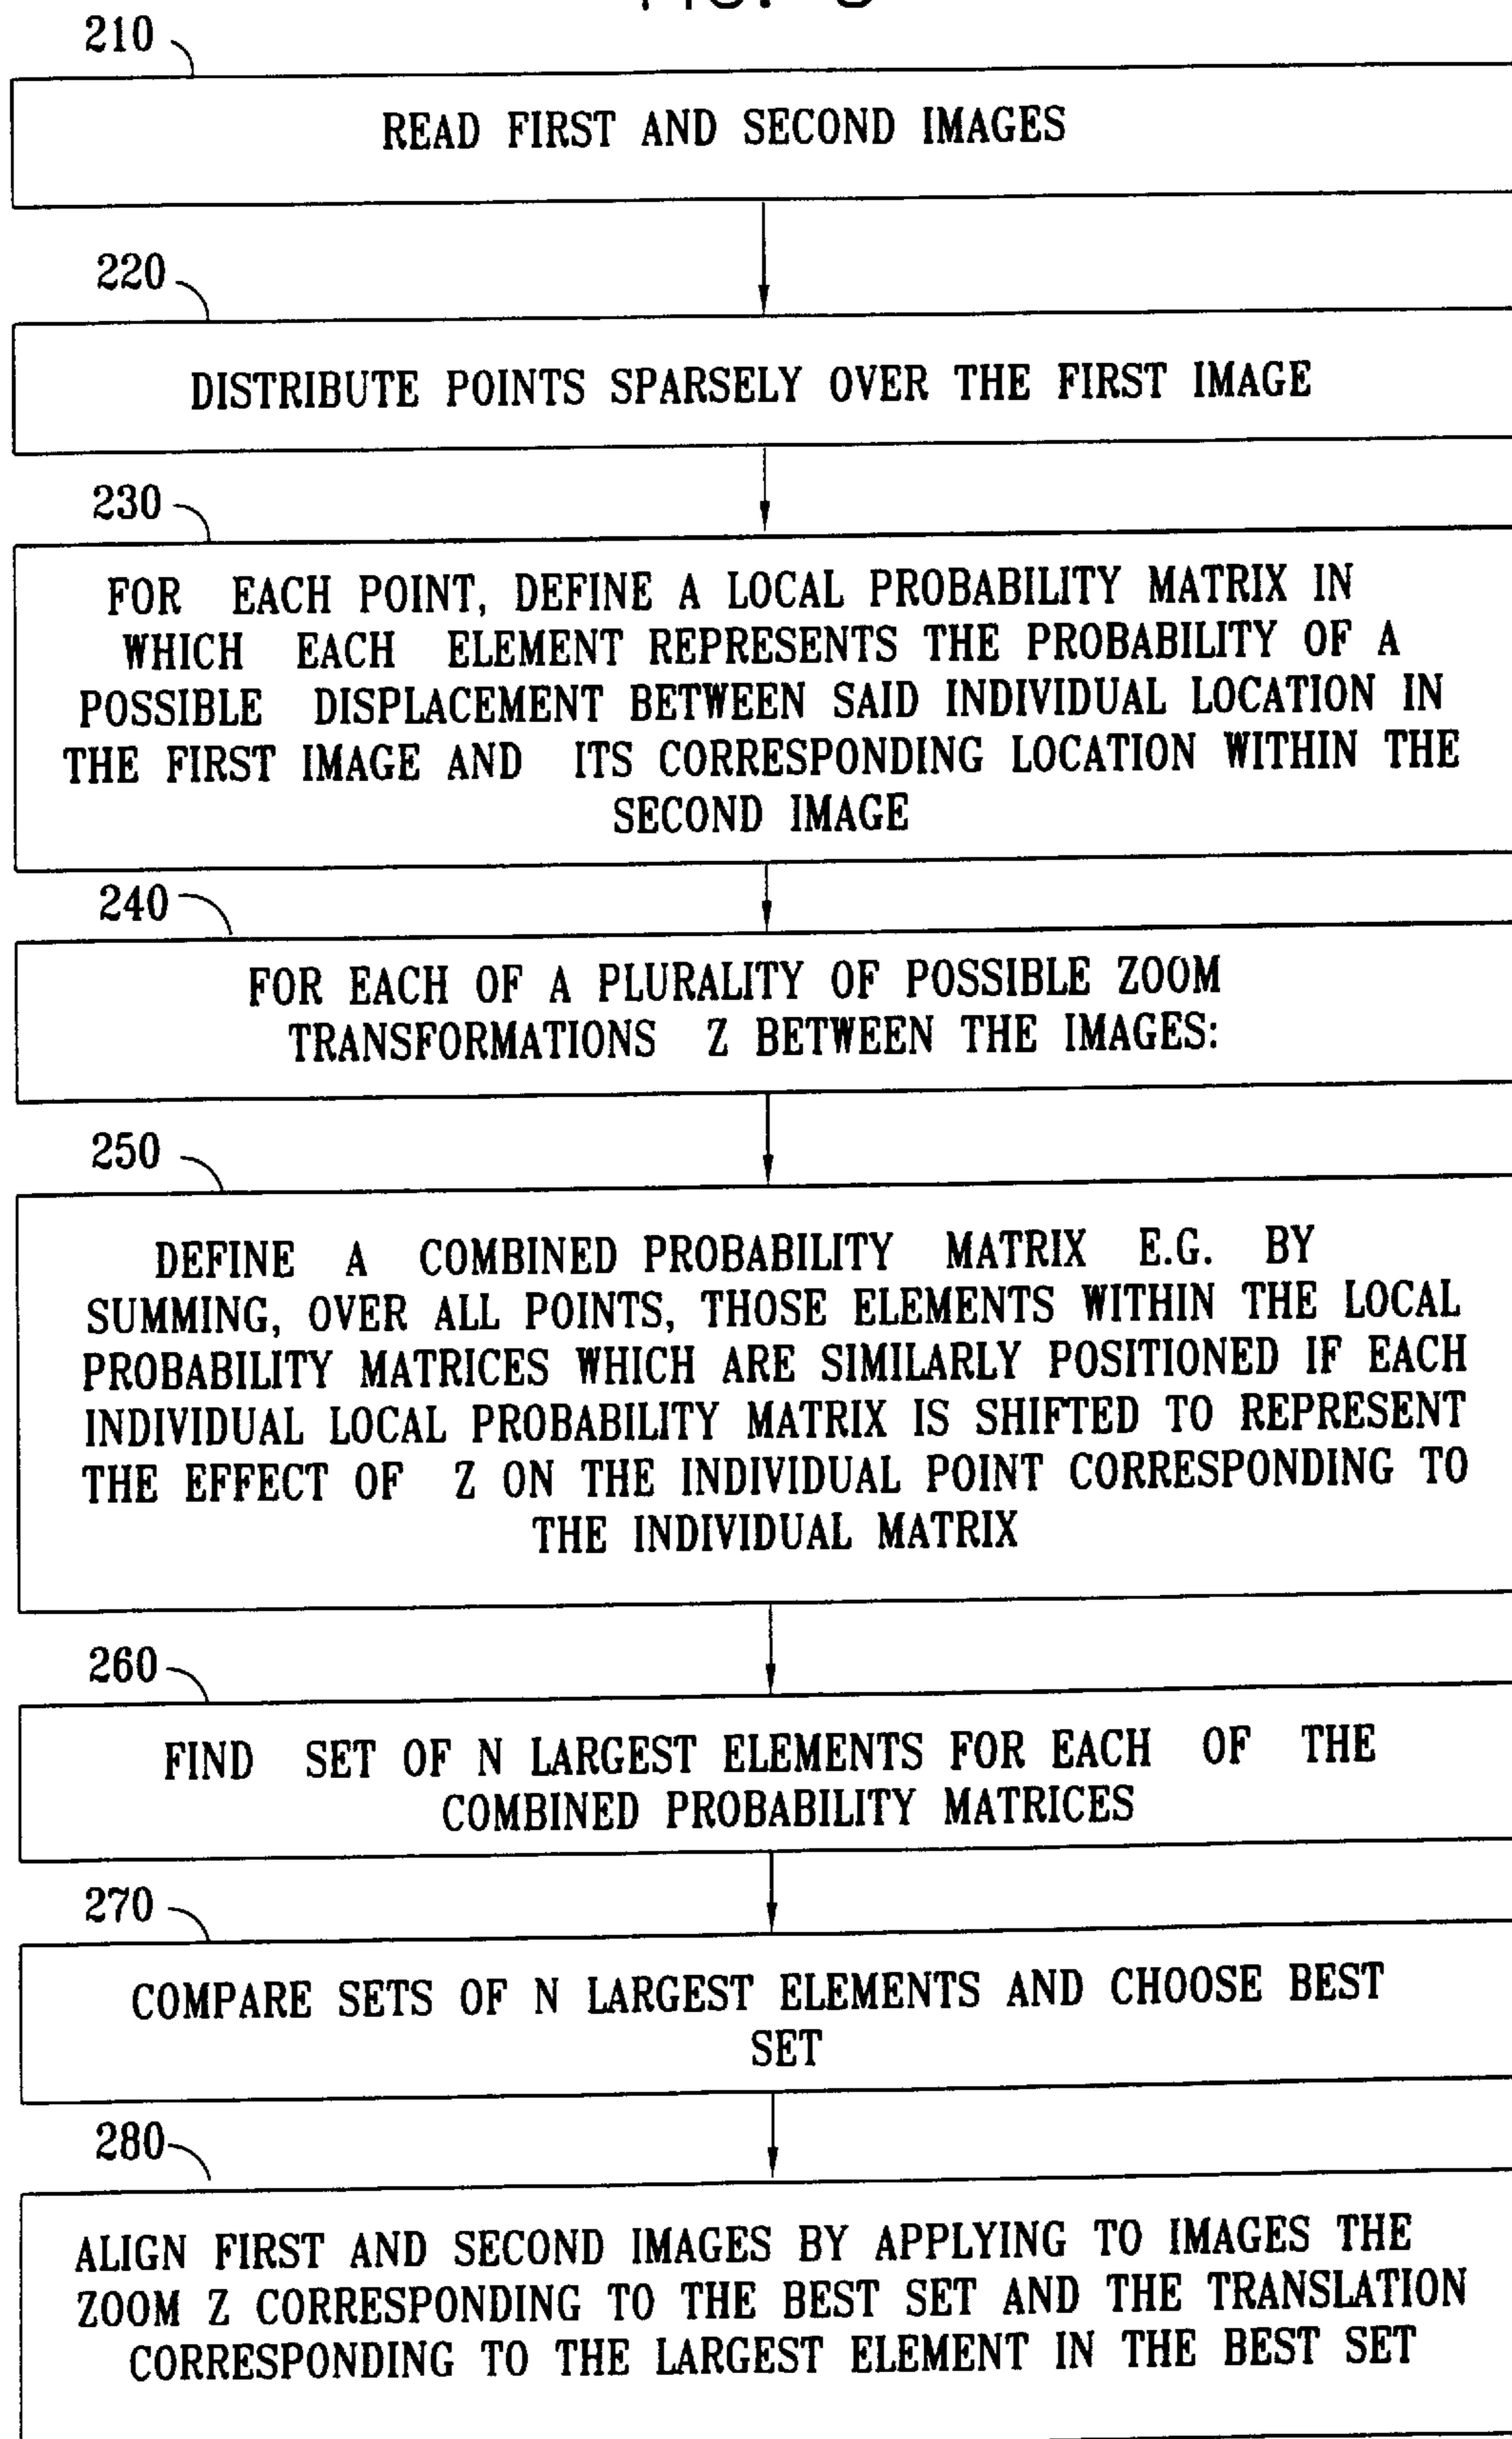 210
READ FIRST AND SECOND IMAGES
220
DISTRIBUTE POINTS SPARSELY OVER THE FIRST IMAGE
230
FOR EACH POINT, DEFINE A LOCAL PROBABILITY MATRIX IN
WHICH EACH ELEMENT REPRESENTS THE PROBABILITY OF A
POSSIBLE DISPLACEMENT BETWEEN SAID INDIVIDUAL LOCATION IN
THE FIRST IMAGE AND ITS CORRESPONDING LOCATION WITHIN THE
SECOND IMAGE
240
FOR EACH OF A PLURALITY OF POSSIBLE ZOOM
TRANSFORMATIONS Z BETWEEN THE IMAGES:
250
DEFINE A COMBINED PROBABILITY MATRIX E.G. BY
SUMMING, OVER ALL POINTS, THOSE ELEMENTS WITHIN THE LOCAL
PROBABILITY MATRICES WHICH ARE SIMILARLY POSITIONED IF EACH
INDIVIDUAL LOCAL PROBABILITY MATRIX IS SHIFTED TO REPRESENT
THE EFFECT OF Z ON THE INDIVIDUAL POINT CORRESPONDING TO
THE INDIVIDUAL MATRIX
260
FIND SET OF N LARGEST ELEMENTS FOR EACH OF THE
COMBINED PROBABILITY MATRICES
270
COMPARE SETS OF N LARGEST ELEMENTS AND CHOOSE BEST
SET
280
ALIGN FIRST AND SECOND IMAGES BY APPLYING TO IMAGES THE
ZOOM Z CORRESPONDING TO THE BEST SET AND THE TRANSLATION
CORRESPONDING TO THE LARGEST ELEMENT IN THE BEST SET